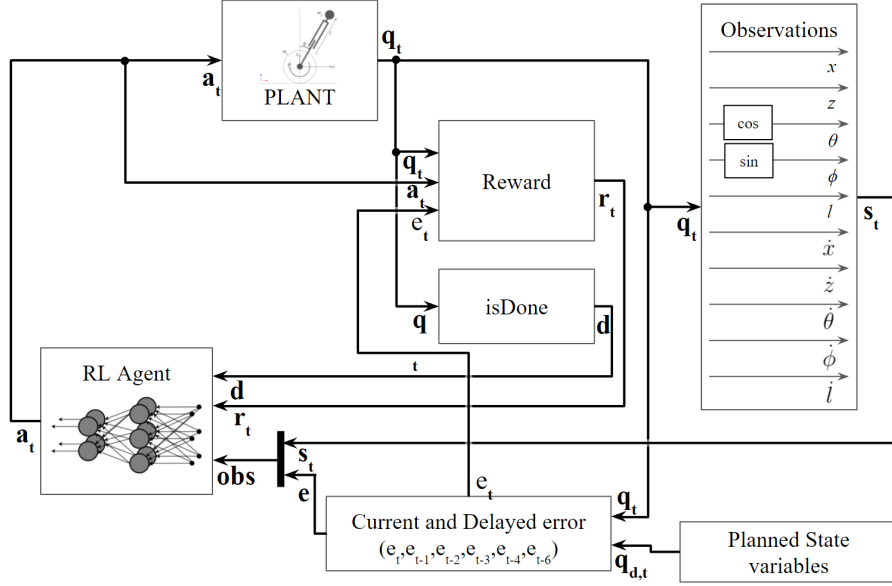 a_t
PLANT
q_t
Observations
x
z
cos
θ
sin
ϕ
l
ẋ
ż
θ̇
ϕ̇
l̇
q_t
s_t
q_t
a_t
e_t
Reward
r_t
q
isDone
d
t
RL Agent
d
r_t
a_t
obs
s_t
e
e_t
Current and Delayed error
(e_t,e_t-1,e_t-2,e_t-3,e_t-4,e_t-6)
q_t
q_d,t
Planned State
variables